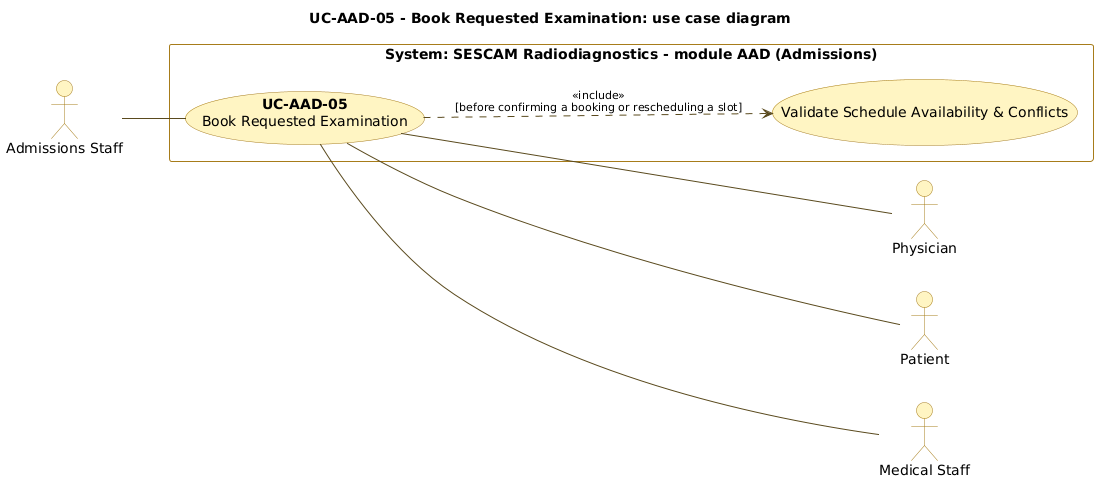 UC-AAD-05 - Book Requested Examination: use case diagram
System: SESCAM Radiodiagnostics - module AAD (Admissions)
Admissions Staff
UC-AAD-05
Book Requested Examination
«include»
[before confirming a booking or rescheduling a slot]
Validate Schedule Availability & Conflicts
Physician
Patient
Medical Staff